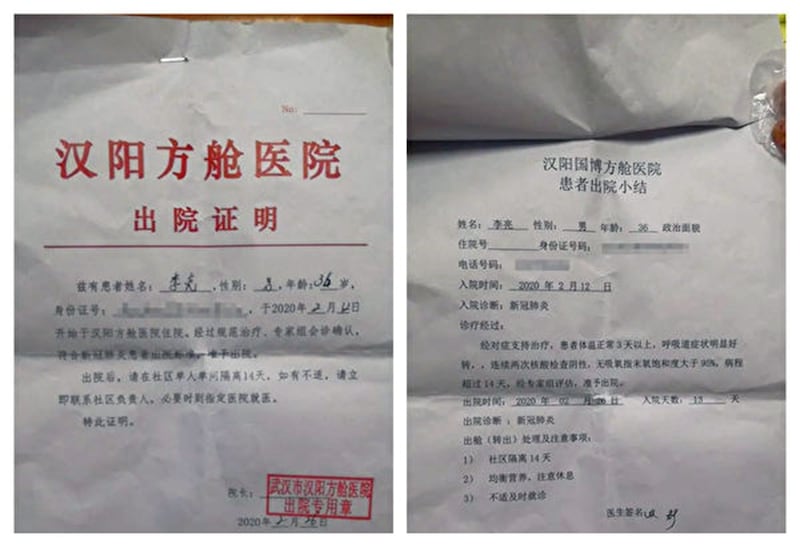 No:
汉阳方舱医院
出院证明
兹有患者姓名：李亮，性别：男，年龄：36岁，
身份证号：，于2020年2月12日
开始于汉阳方舱医院住院。经过规范治疗、专家组会诊确认，
符合新冠肺炎患者出院标准，准予出院。
出院后，请在社区单人单间隔离14天，如有不适，请立
即联系社区负责人，必要时到指定医院就医。
特此证明。
院长：
武汉市汉阳方舱医院
出院专用章
2020年2月26日
汉阳国博方舱医院
患者出院小结
姓名： 李亮 性别： 男 年龄： 36 政治面貌
住院号 身份证号码：
电话号码：
入院时间： 2020 年 2 月 12 日
入院诊断：新冠肺炎
诊疗经过：
经对症支持治疗，患者体温正常3天以上，呼吸道症状明显好
转，，连续两次核酸检查阴性，无吸氧指末氧饱和度大于95%，病程
超过14天，经专家组评估，准予出院。
出院时间： 2020 年 02 月 26 日 入院天数： 15 天
出院诊断：新冠肺炎
出舱（转出）处理及注意事项：
1） 社区隔离14天
2） 均衡营养，注意休息
3） 不适及时就诊
医生签名：